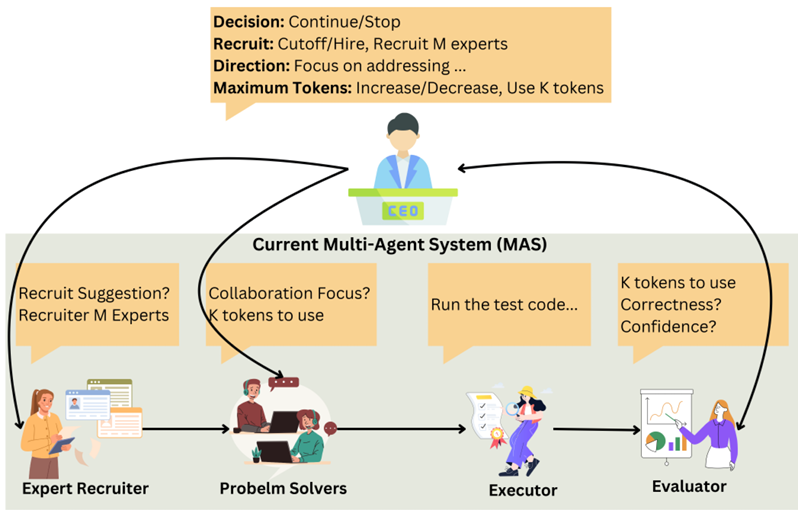 Decision: Continue/Stop
Recruit: Cutoff/Hire, Recruit M experts
Direction: Focus on addressing ...
Maximum Tokens: Increase/Decrease, Use K tokens
CEO
Current Multi-Agent System (MAS)
Recruit Suggestion?
Recruiter M Experts
Collaboration Focus?
K tokens to use
Run the test code...
K tokens to use
Correctness?
Confidence?
Expert Recruiter
Probelm Solvers
Executor
Evaluator